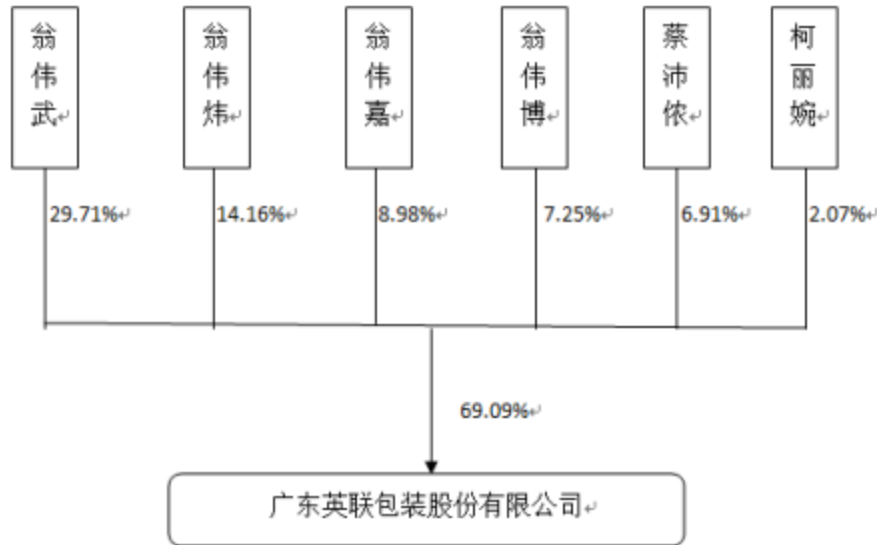 翁伟武
翁伟炜
翁伟嘉
翁伟博
蔡沛侬
柯丽婉
29.71%
14.16%
8.98%
7.25%
6.91%
2.07%
69.09%
广东英联包装股份有限公司